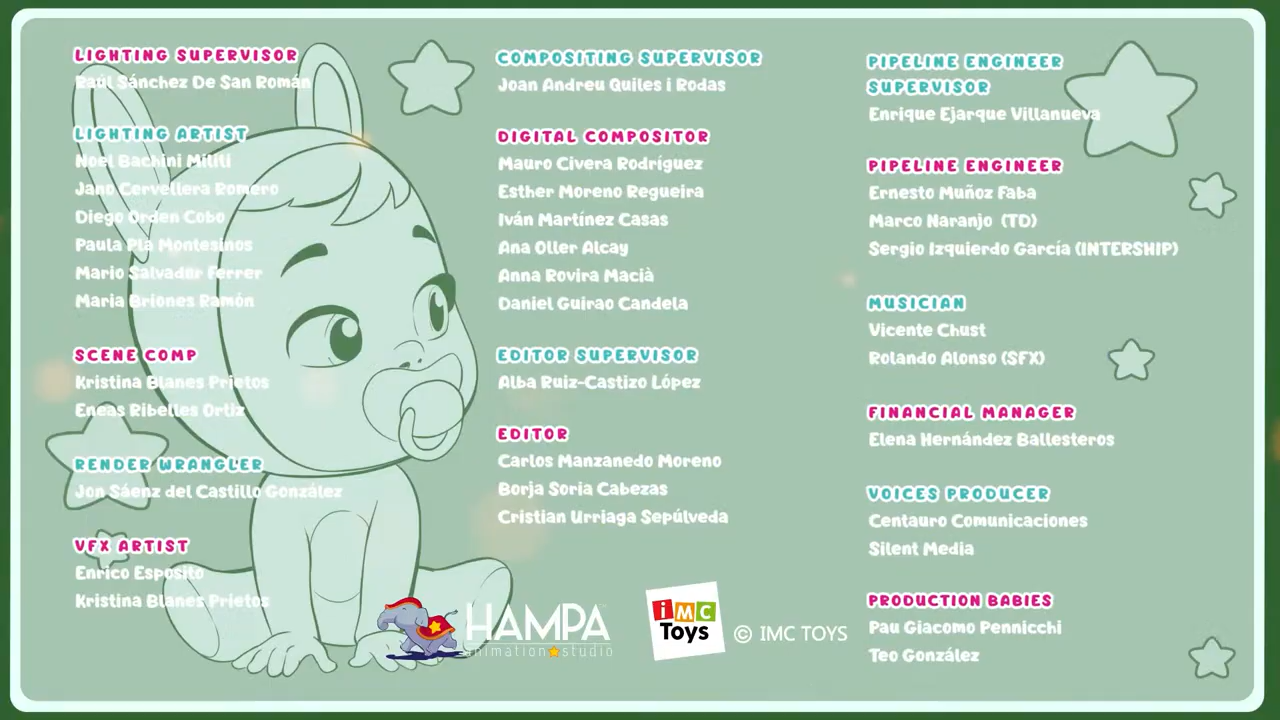 LIGHTING SUPERVISOR
Raúl Sánchez De San Román
LIGHTING ARTIST
Noel Bachini Mililli
Jano Cervellera Romero
Diego Orden Cobo
Paula Pla Montesinos
Mario Salvador Ferrer
Maria Briones Ramón
SCENE COMP
Kristina Blanes Prietos
Eneas Ribelles Ortiz
RENDER WRANGLER
Jon Sáenz del Castillo González
VFX ARTIST
Enrico Esposito
Kristina Blanes Prietos
COMPOSITING SUPERVISOR
Joan Andreu Quiles i Rodas
DIGITAL COMPOSITOR
Mauro Civera Rodríguez
Esther Moreno Regueira
Iván Martínez Casas
Ana Oller Alcay
Anna Rovira Macià
Daniel Guirao Candela
EDITOR SUPERVISOR
Alba Ruiz-Castizo López
EDITOR
Carlos Manzanedo Moreno
Borja Soria Cabezas
Cristian Urriaga Sepúlveda
PIPELINE ENGINEER
SUPERVISOR
Enrique Ejarque Villanueva
PIPELINE ENGINEER
Ernesto Muñoz Faba
Marco Naranjo (TD)
Sergio Izquierdo García (INTERSHIP)
MUSICIAN
Vicente Chust
Rolando Alonso (SFX)
FINANCIAL MANAGER
Elena Hernández Ballesteros
VOICES PRODUCER
Centauro Comunicaciones
Silent Media
PRODUCTION BABIES
Pau Giacomo Pennicchi
Teo González
HAMPA
animation studio
iMC
Toys
© IMC TOYS